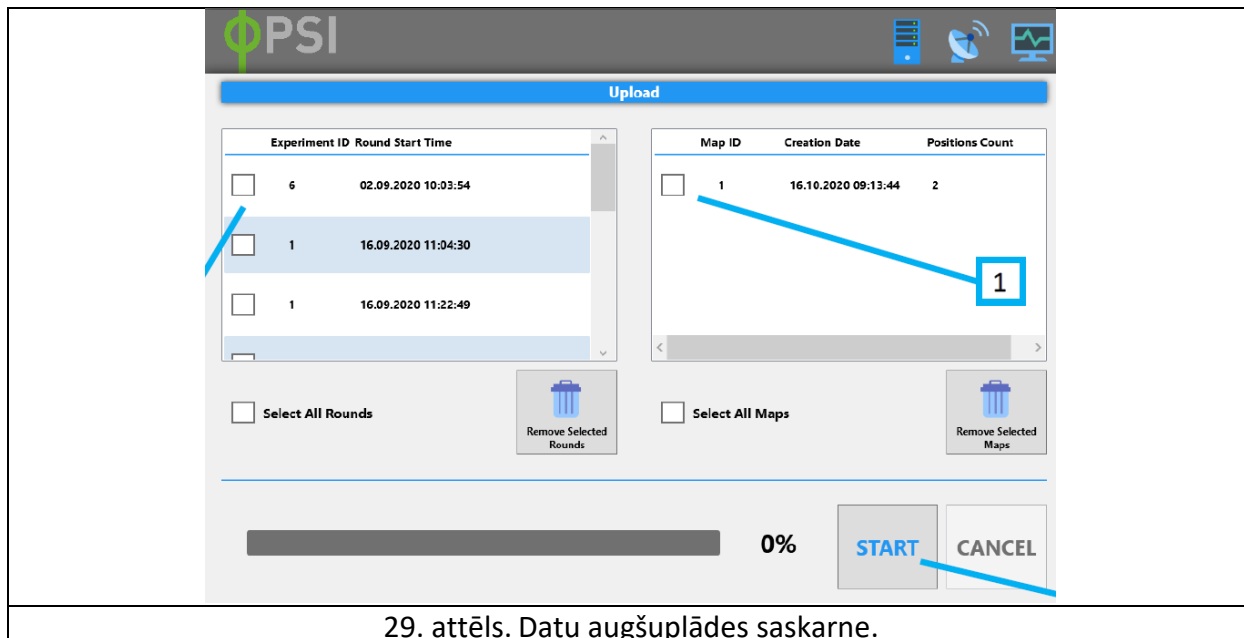 PSI
Upload
Experiment ID Round Start Time
6 02.09.2020 10:03:54
1 16.09.2020 11:04:30
1 16.09.2020 11:22:49
Select All Rounds
Remove Selected
Rounds
Map ID Creation Date Positions Count
1 16.10.2020 09:13:44 2
1
Select All Maps
Remove Selected
Maps
0%
START
CANCEL
29. attēls. Datu augšuplādes saskarne.